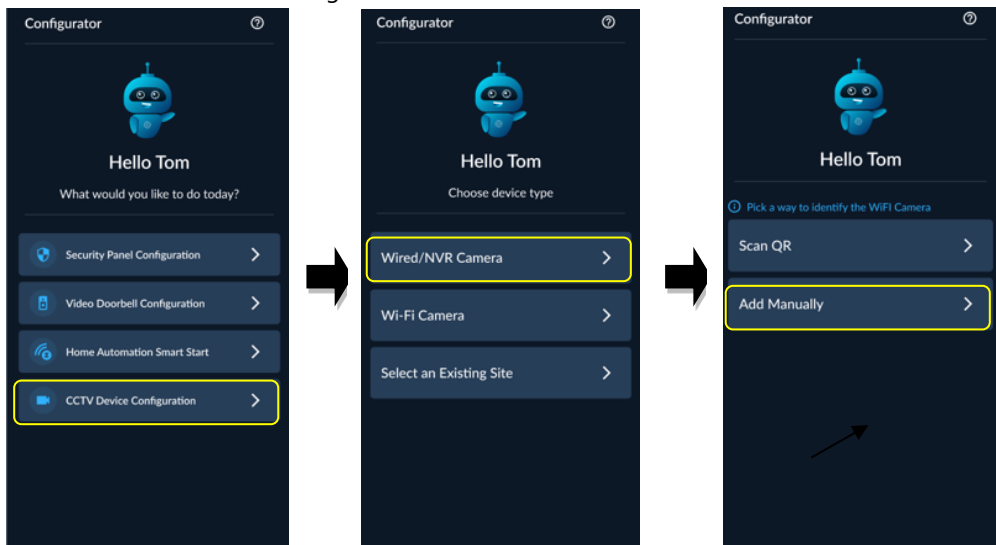 Configurator
Hello Tom
What would you like to do today?
Security Panel Configuration
Video Doorbell Configuration
Home Automation Smart Start
CCTV Device Configuration
Configurator
Hello Tom
Choose device type
Wired/NVR Camera
Wi-Fi Camera
Select an Existing Site
Configurator
Hello Tom
Pick a way to identify the WiFI Camera
Scan QR
Add Manually